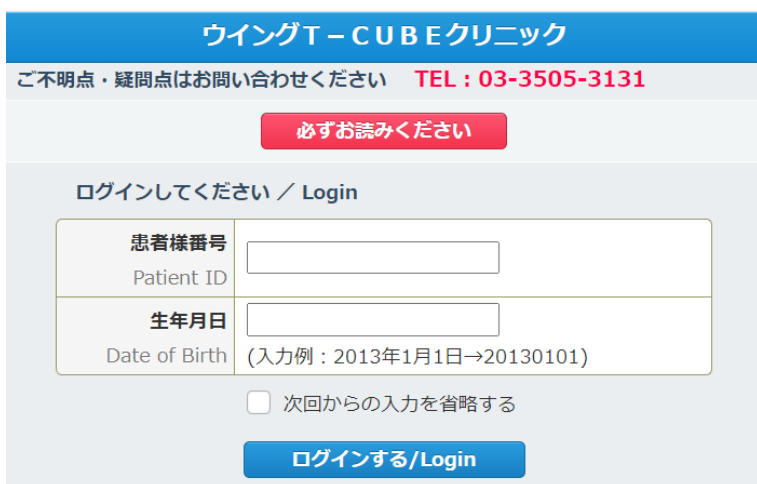 ウイングT－CUBEクリニック
ご不明点・疑問点はお問い合わせください TEL：03-3505-3131
必ずお読みください
ログインしてください ／ Login
患者様番号
Patient ID
生年月日
Date of Birth
(入力例：2013年1月1日→20130101)
次回からの入力を省略する
ログインする/Login